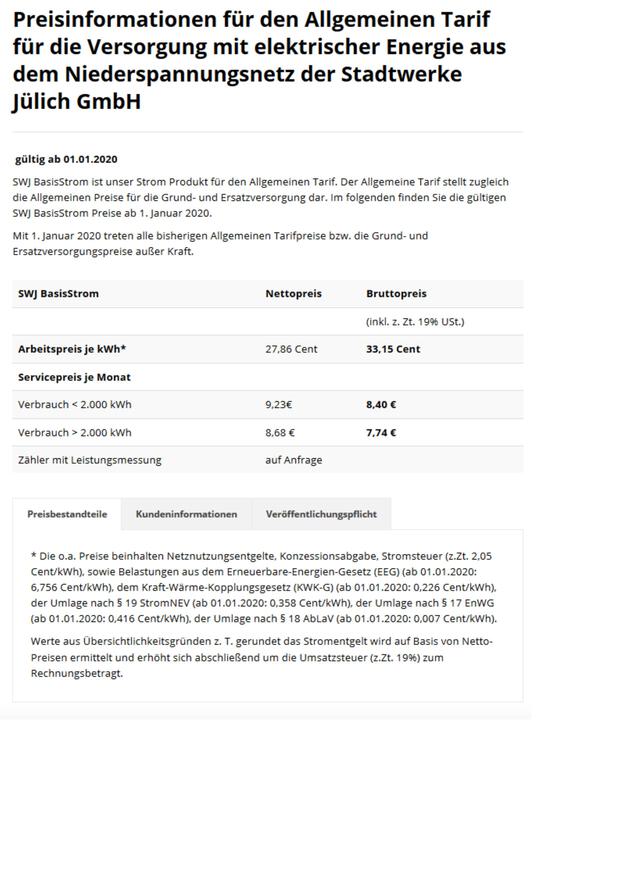 Preisinformationen für den Allgemeinen Tarif
für die Versorgung mit elektrischer Energie aus
dem Niederspannungsnetz der Stadtwerke
Jülich GmbH
gültig ab 01.01.2020
SWJ BasisStrom ist unser Strom Produkt für den Allgemeinen Tarif. Der Allgemeine Tarif stellt zugleich
die Allgemeinen Preise für die Grund- und Ersatzversorgung dar. Im folgenden finden Sie die gültigen
SWJ BasisStrom Preise ab 1. Januar 2020.
Mit 1. Januar 2020 treten alle bisherigen Allgemeinen Tarifpreise bzw. die Grund- und
Ersatzversorgungspreise außer Kraft.
SWJ BasisStrom Nettopreis Bruttopreis
(inkl. z. Zt. 19% USt.)
Arbeitspreis je kWh* 27,86 Cent 33,15 Cent
Servicepreis je Monat
Verbrauch < 2.000 kWh 9,23€ 8,40 €
Verbrauch > 2.000 kWh 8,68 € 7,74 €
Zähler mit Leistungsmessung auf Anfrage
Preisbestandteile Kundeninformationen Veröffentlichungspflicht
* Die o.a. Preise beinhalten Netznutzungsentgelte, Konzessionsabgabe, Stromsteuer (z.Zt. 2,05
Cent/kWh), sowie Belastungen aus dem Erneuerbare-Energien-Gesetz (EEG) (ab 01.01.2020:
6,756 Cent/kWh), dem Kraft-Wärme-Kopplungsgesetz (KWK-G) (ab 01.01.2020: 0,226 Cent/kWh),
der Umlage nach § 19 StromNEV (ab 01.01.2020: 0,358 Cent/kWh), der Umlage nach § 17 EnWG
(ab 01.01.2020: 0,416 Cent/kWh), der Umlage nach § 18 AbLaV (ab 01.01.2020: 0,007 Cent/kWh).
Werte aus Übersichtlichkeitsgründen z. T. gerundet das Stromentgelt wird auf Basis von Netto-
Preisen ermittelt und erhöht sich abschließend um die Umsatzsteuer (z.Zt. 19%) zum
Rechnungsbetragt.